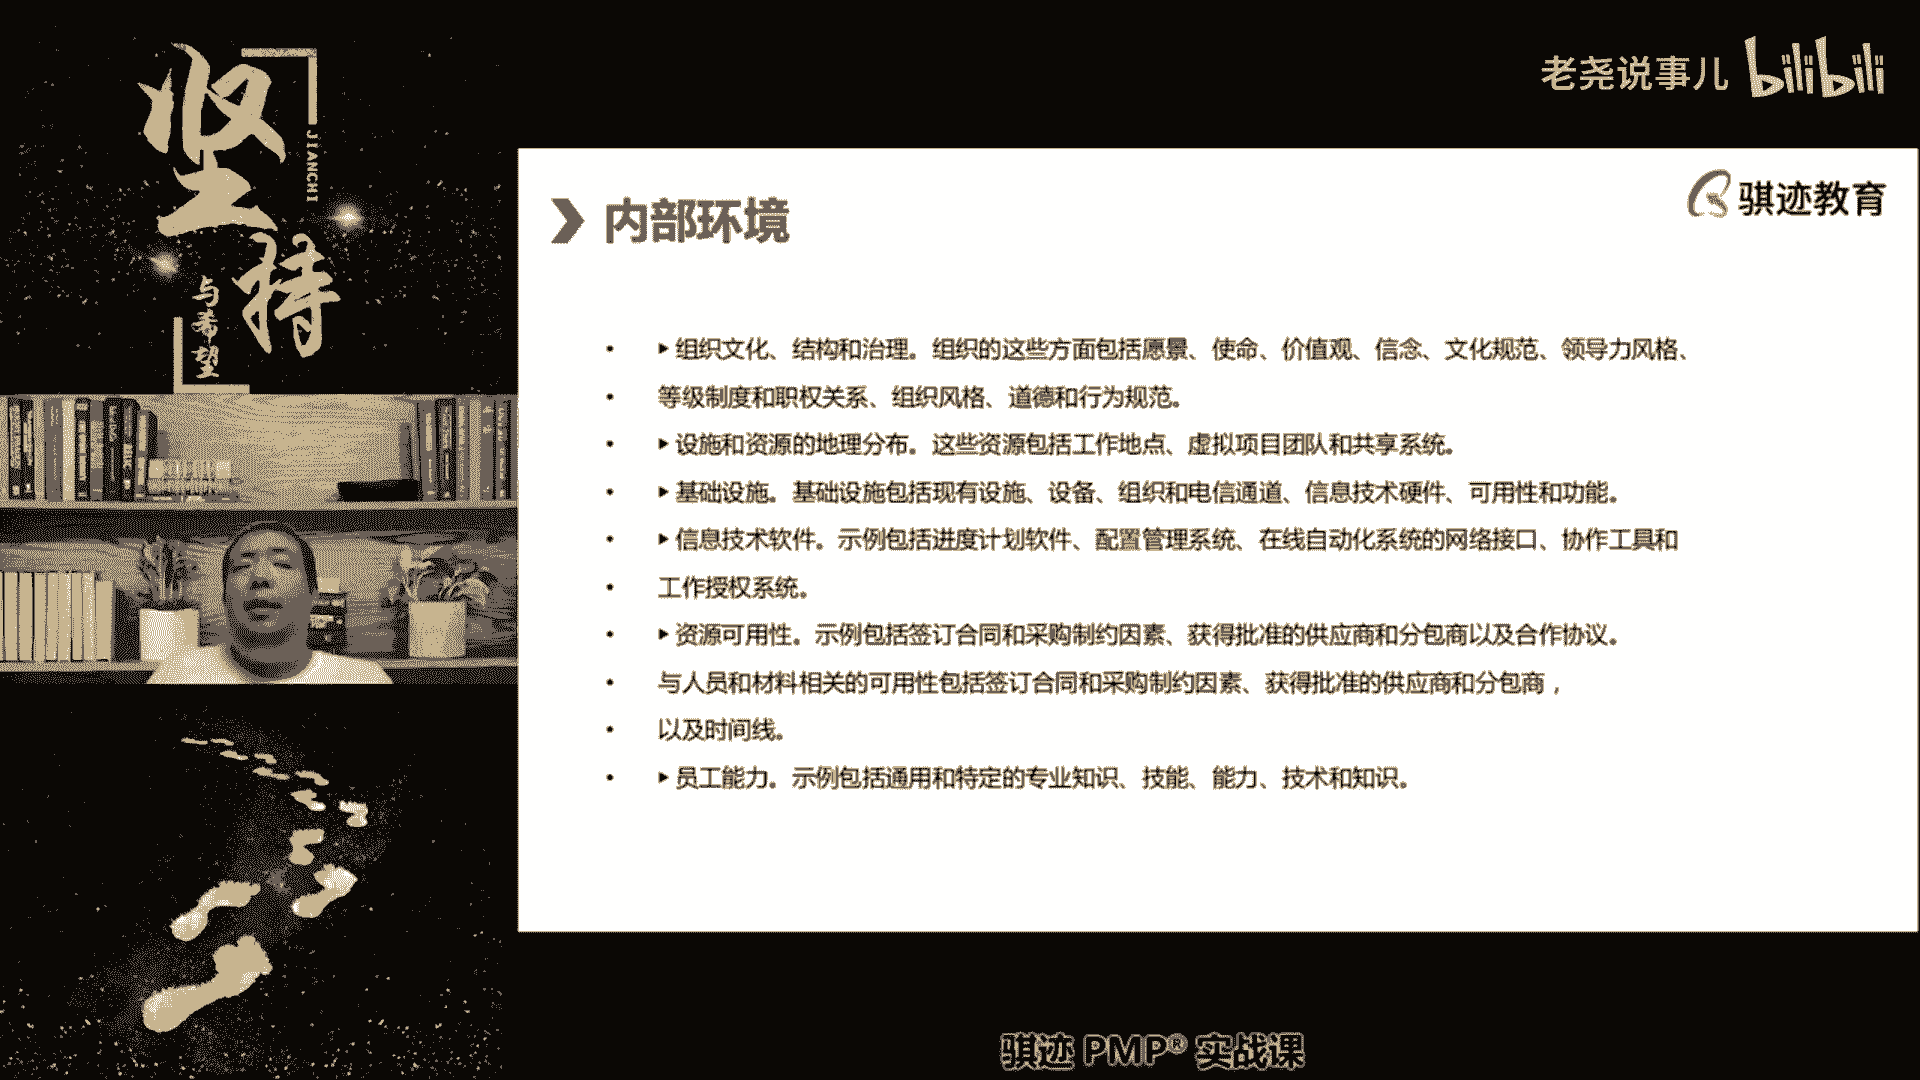 坚持
JIANCHI
与希望
老尧说事儿 bilibili
骐迹教育
内部环境
• ▶组织文化、结构和治理。组织的这些方面包括愿景、使命、价值观、信念、文化规范、领导力风格、
• 等级制度和职权关系、组织风格、道德和行为规范。
• ▶设施和资源的地理分布。这些资源包括工作地点、虚拟项目团队和共享系统。
• ▶基础设施。基础设施包括现有设施、设备、组织和电信通道、信息技术硬件、可用性和功能。
• ▶信息技术软件。示例包括进度计划软件、配置管理系统、在线自动化系统的网络接口、协作工具和
• 工作授权系统。
• ▶资源可用性。示例包括签订合同和采购制约因素、获得批准的供应商和分包商以及合作协议。
• 与人员和材料相关的可用性包括签订合同和采购制约因素、获得批准的供应商和分包商，
• 以及时间线。
• ▶员工能力。示例包括通用和特定的专业知识、技能、能力、技术和知识。
骐迹 PMP® 实战课